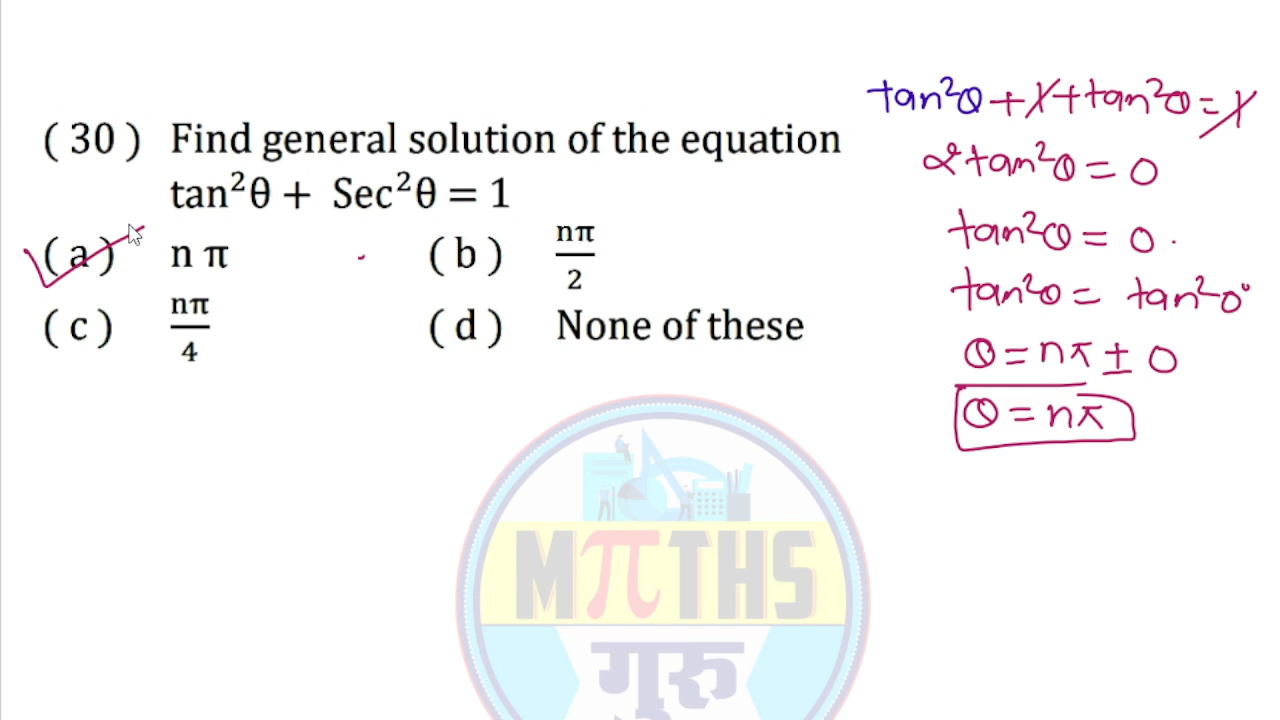 ( 30 ) Find general solution of the equation
tan²θ + Sec²θ = 1
( a ) n π
( b ) nπ/2
( c ) nπ/4
( d ) None of these
tan²θ + 1 + tan²θ = 1
2tan²θ = 0
tan²θ = 0 .
tan²θ = tan²0°
θ = nπ ± 0
θ = nπ
MπTHS
गुरू